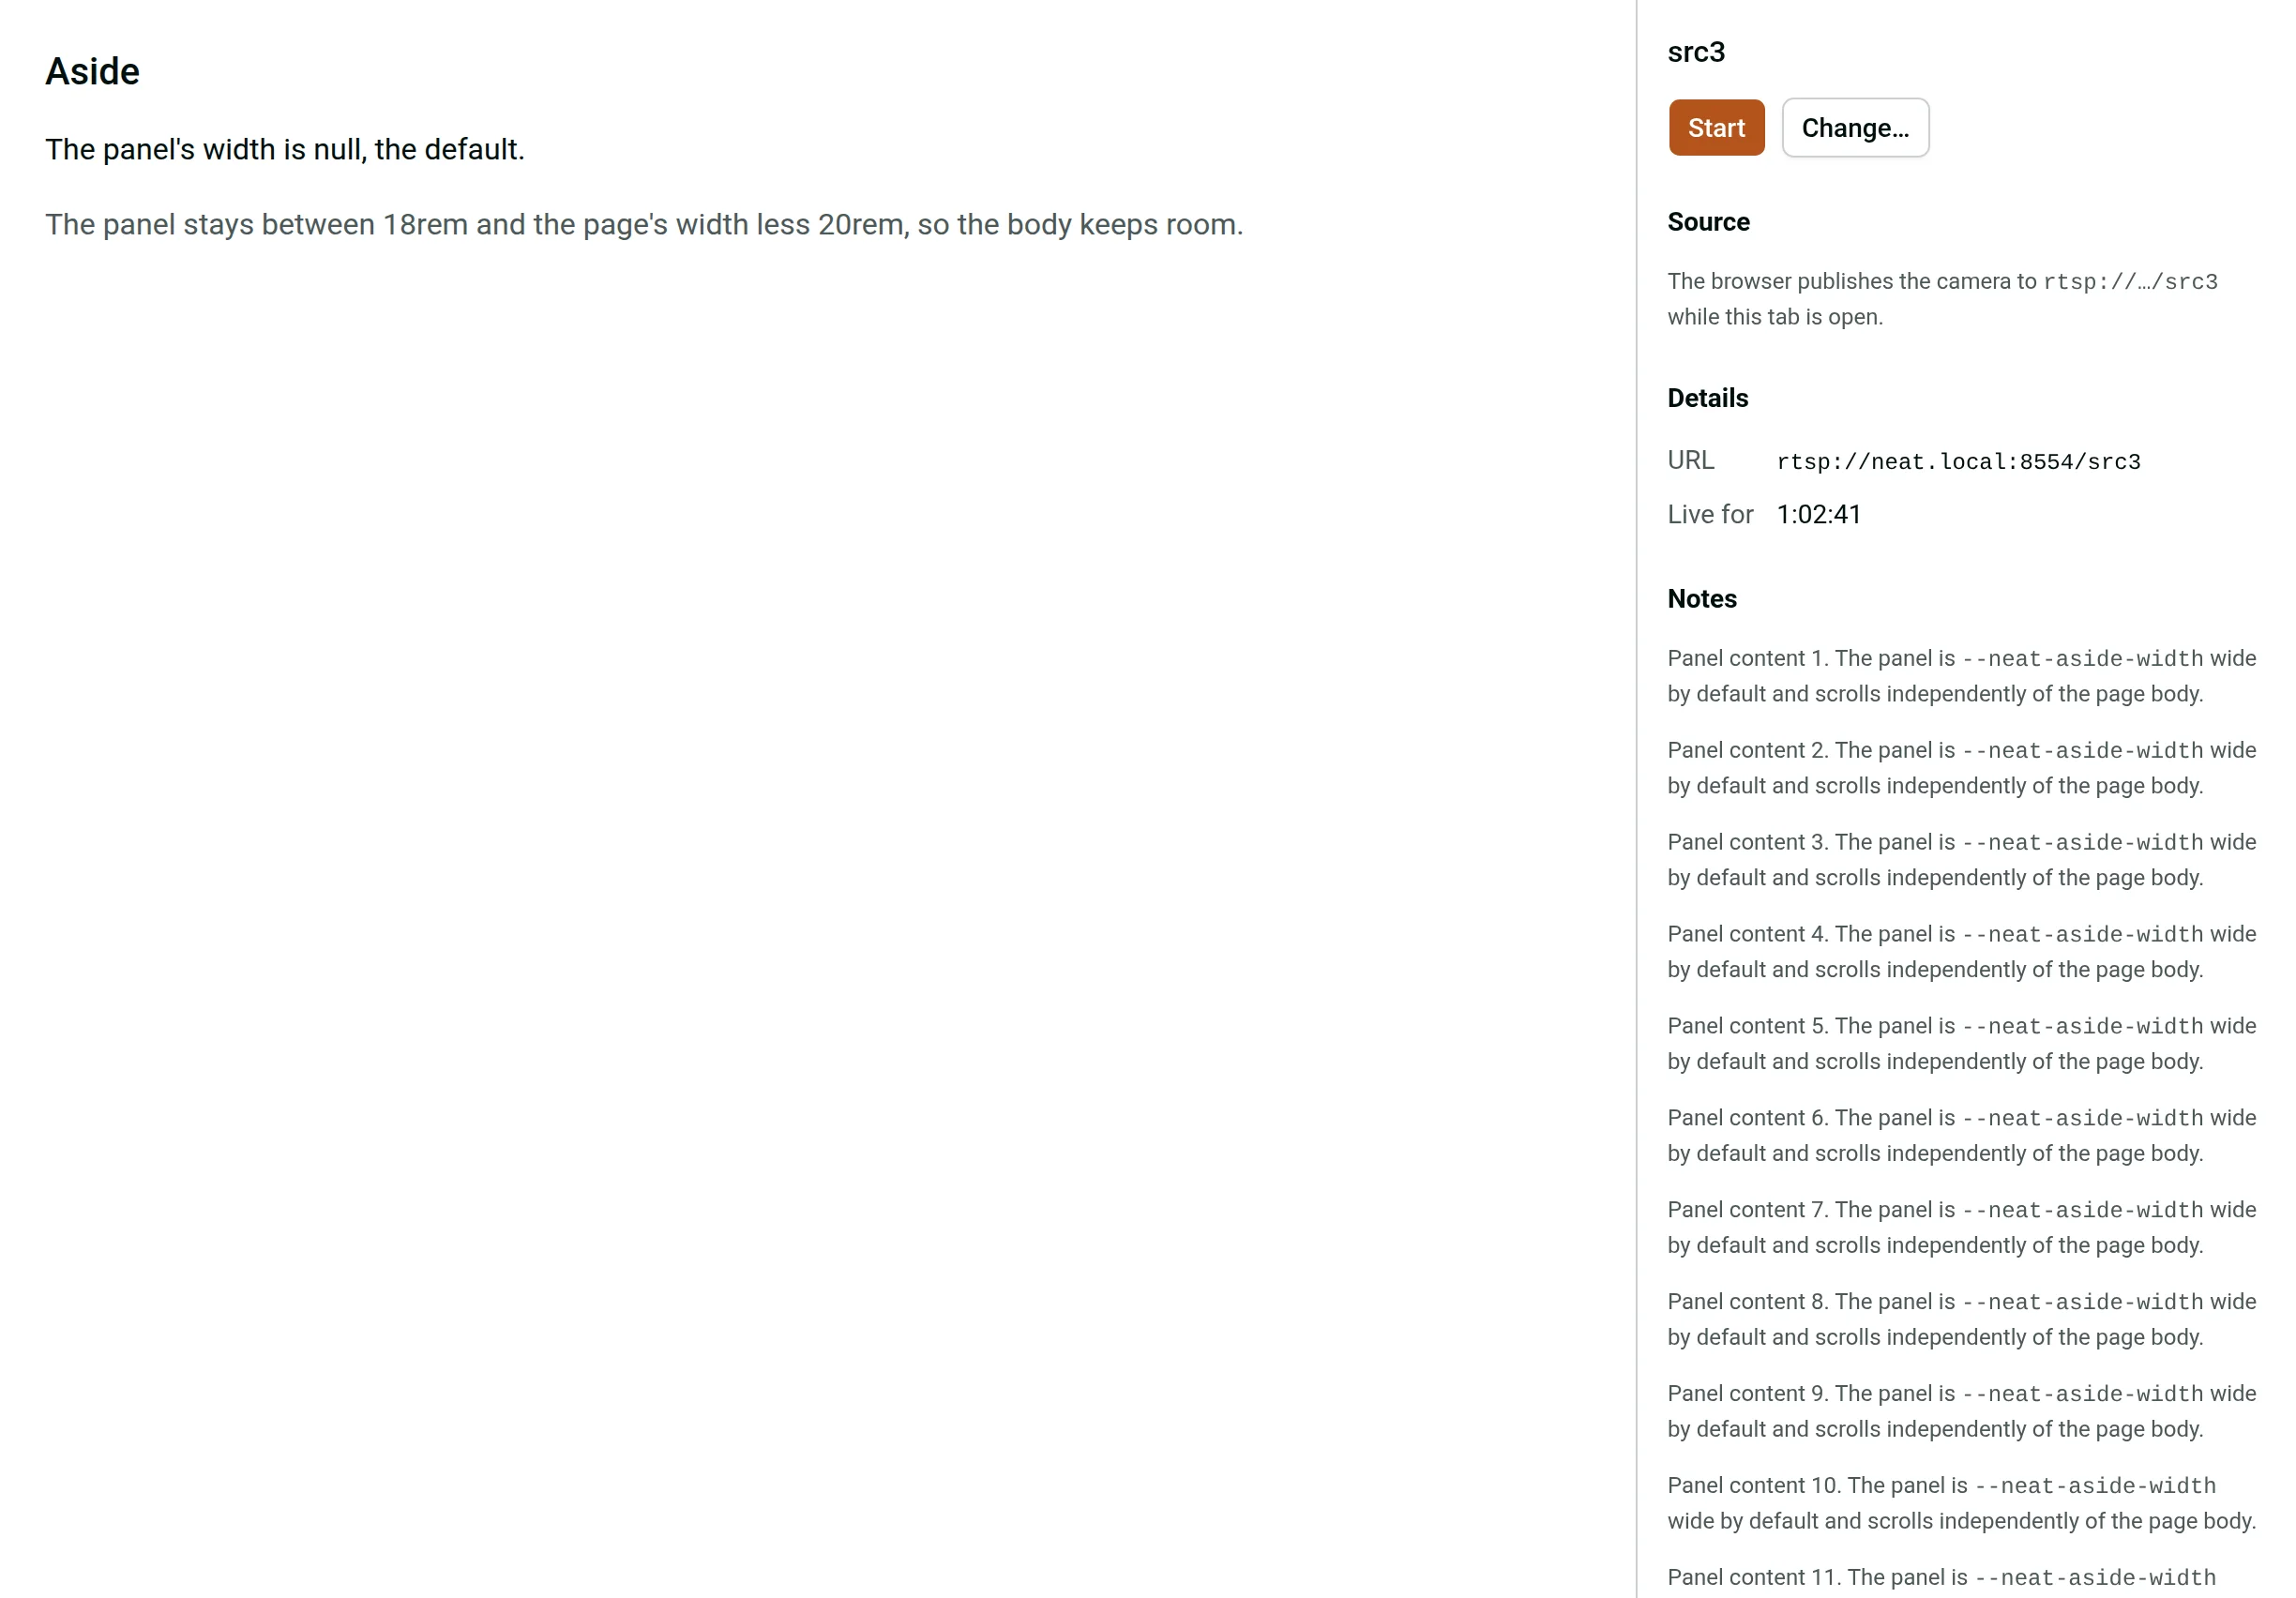 Aside
The panel's width is null, the default.
The panel stays between 18rem and the page's width less 20rem, so the body keeps room.
src3
Start
Change…
Source
The browser publishes the camera to rtsp://…/src3
while this tab is open.
Details
URL rtsp://neat.local:8554/src3
Live for 1:02:41
Notes
Panel content 1. The panel is --neat-aside-width wide
by default and scrolls independently of the page body.
Panel content 2. The panel is --neat-aside-width wide
by default and scrolls independently of the page body.
Panel content 3. The panel is --neat-aside-width wide
by default and scrolls independently of the page body.
Panel content 4. The panel is --neat-aside-width wide
by default and scrolls independently of the page body.
Panel content 5. The panel is --neat-aside-width wide
by default and scrolls independently of the page body.
Panel content 6. The panel is --neat-aside-width wide
by default and scrolls independently of the page body.
Panel content 7. The panel is --neat-aside-width wide
by default and scrolls independently of the page body.
Panel content 8. The panel is --neat-aside-width wide
by default and scrolls independently of the page body.
Panel content 9. The panel is --neat-aside-width wide
by default and scrolls independently of the page body.
Panel content 10. The panel is --neat-aside-width
wide by default and scrolls independently of the page body.
Panel content 11. The panel is --neat-aside-width